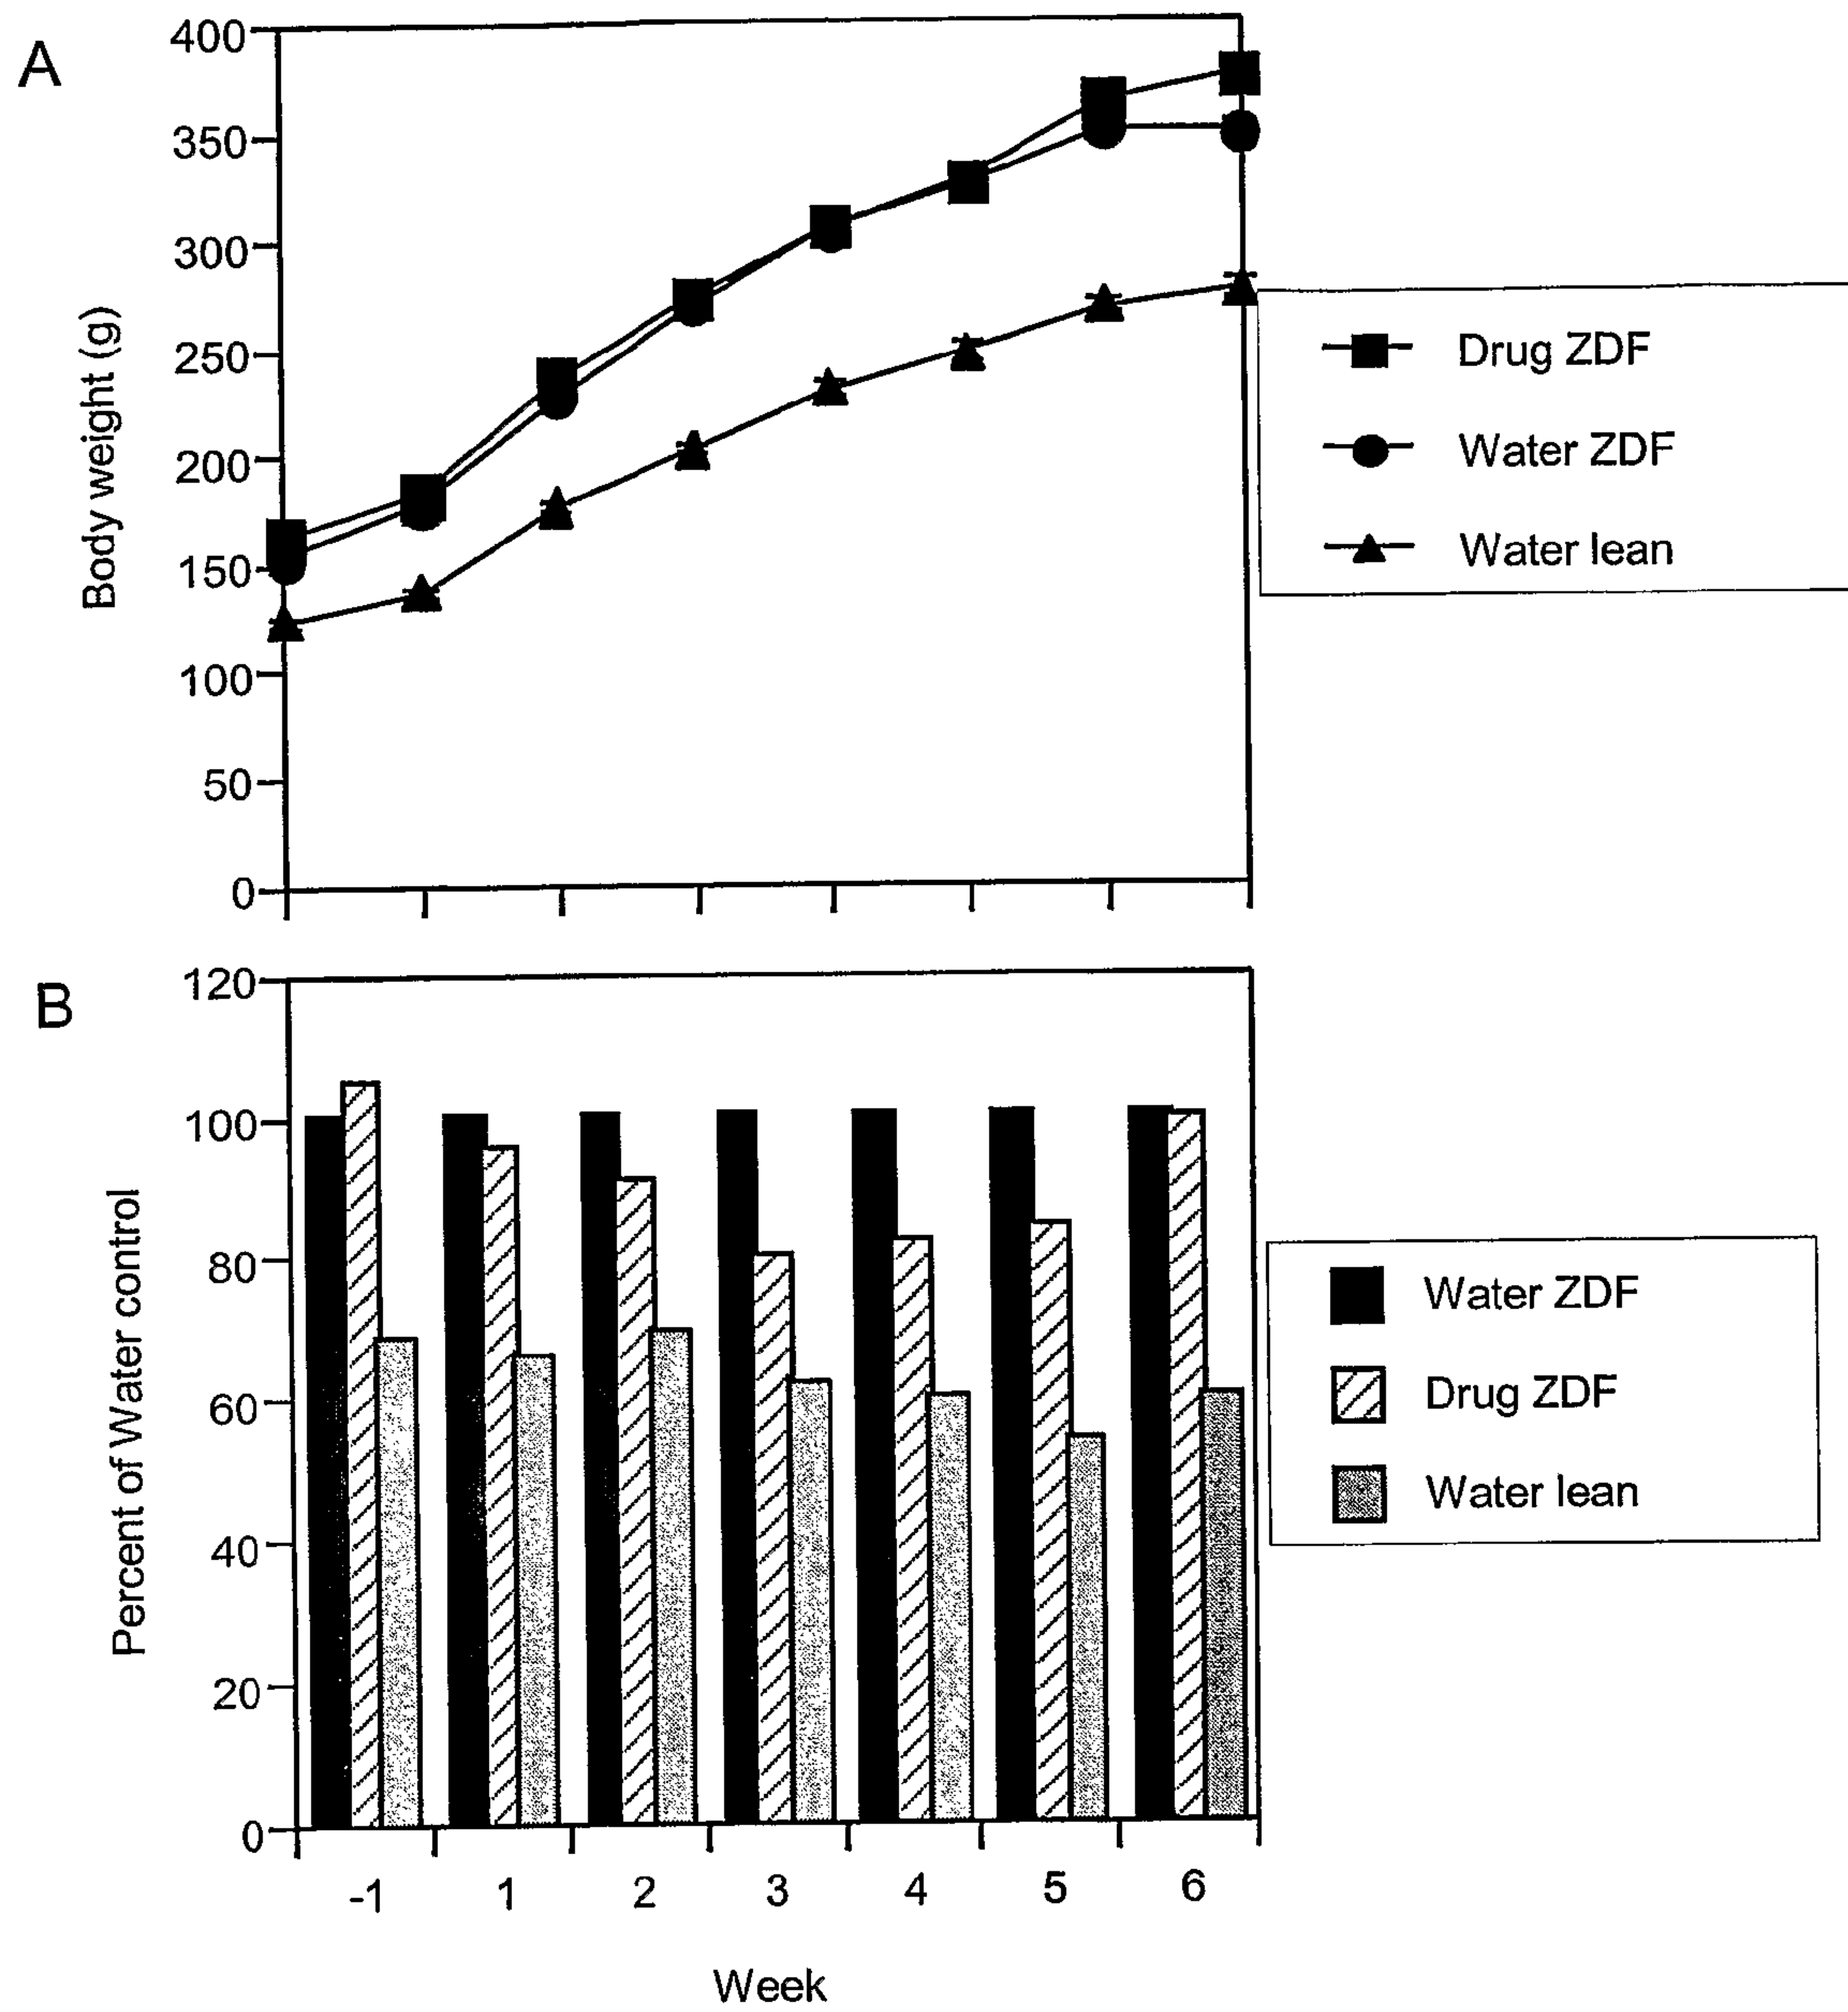 A
400
350
300
250
200
150
100
50
0
Body weight (g)
Drug ZDF
Water ZDF
Water lean
B
120
100
80
60
40
20
0
Percent of Water control
Water ZDF
Drug ZDF
Water lean
-1 1 2 3 4 5 6
Week